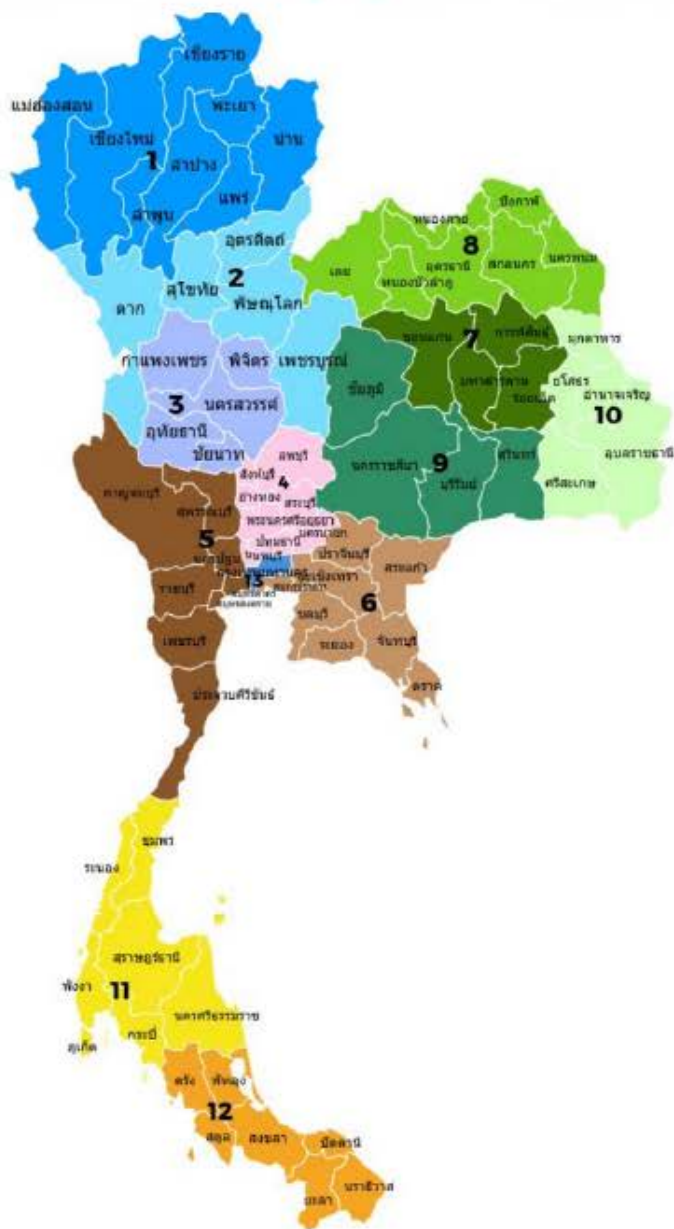 เชียงราย
แม่ฮ่องสอน
พะเยา
เชียงใหม่
น่าน
1
ลำปาง
แพร่
ลำพูน
บึงกาฬ
หนองคาย
อุตรดิตถ์
8
นครพนม
อุดรธานี
สกลนคร
เลย
2
สุโขทัย
หนองบัวลำภู
ตาก
พิษณุโลก
กาฬสินธุ์
ขอนแก่น
7
มุกดาหาร
กำแพงเพชร
พิจิตร
เพชรบูรณ์
ชัยภูมิ
มหาสารคาม
ยโสธร
ร้อยเอ็ด
อำนาจเจริญ
3
นครสวรรค์
10
อุทัยธานี
ชัยนาท
ลพบุรี
อุบลราชธานี
สิงห์บุรี
4
นครราชสีมา
9
สุรินทร์
กาญจนบุรี
อ่างทอง
บุรีรัมย์
ศรีสะเกษ
สุพรรณบุรี
สระบุรี
พระนครศรีอยุธยา
นครนายก
5
ปทุมธานี
นครปฐม
นนทบุรี
ปราจีนบุรี
สระแก้ว
กรุงเทพมหานคร
ฉะเชิงเทรา
13
ราชบุรี
6
ชลบุรี
เพชรบุรี
ระยอง
จันทบุรี
ตราด
ประจวบคีรีขันธ์
ชุมพร
ระนอง
สุราษฎร์ธานี
พังงา
11
นครศรีธรรมราช
กระบี่
ภูเก็ต
ตรัง
พัทลุง
12
สตูล
สงขลา
ปัตตานี
นราธิวาส
ยะลา